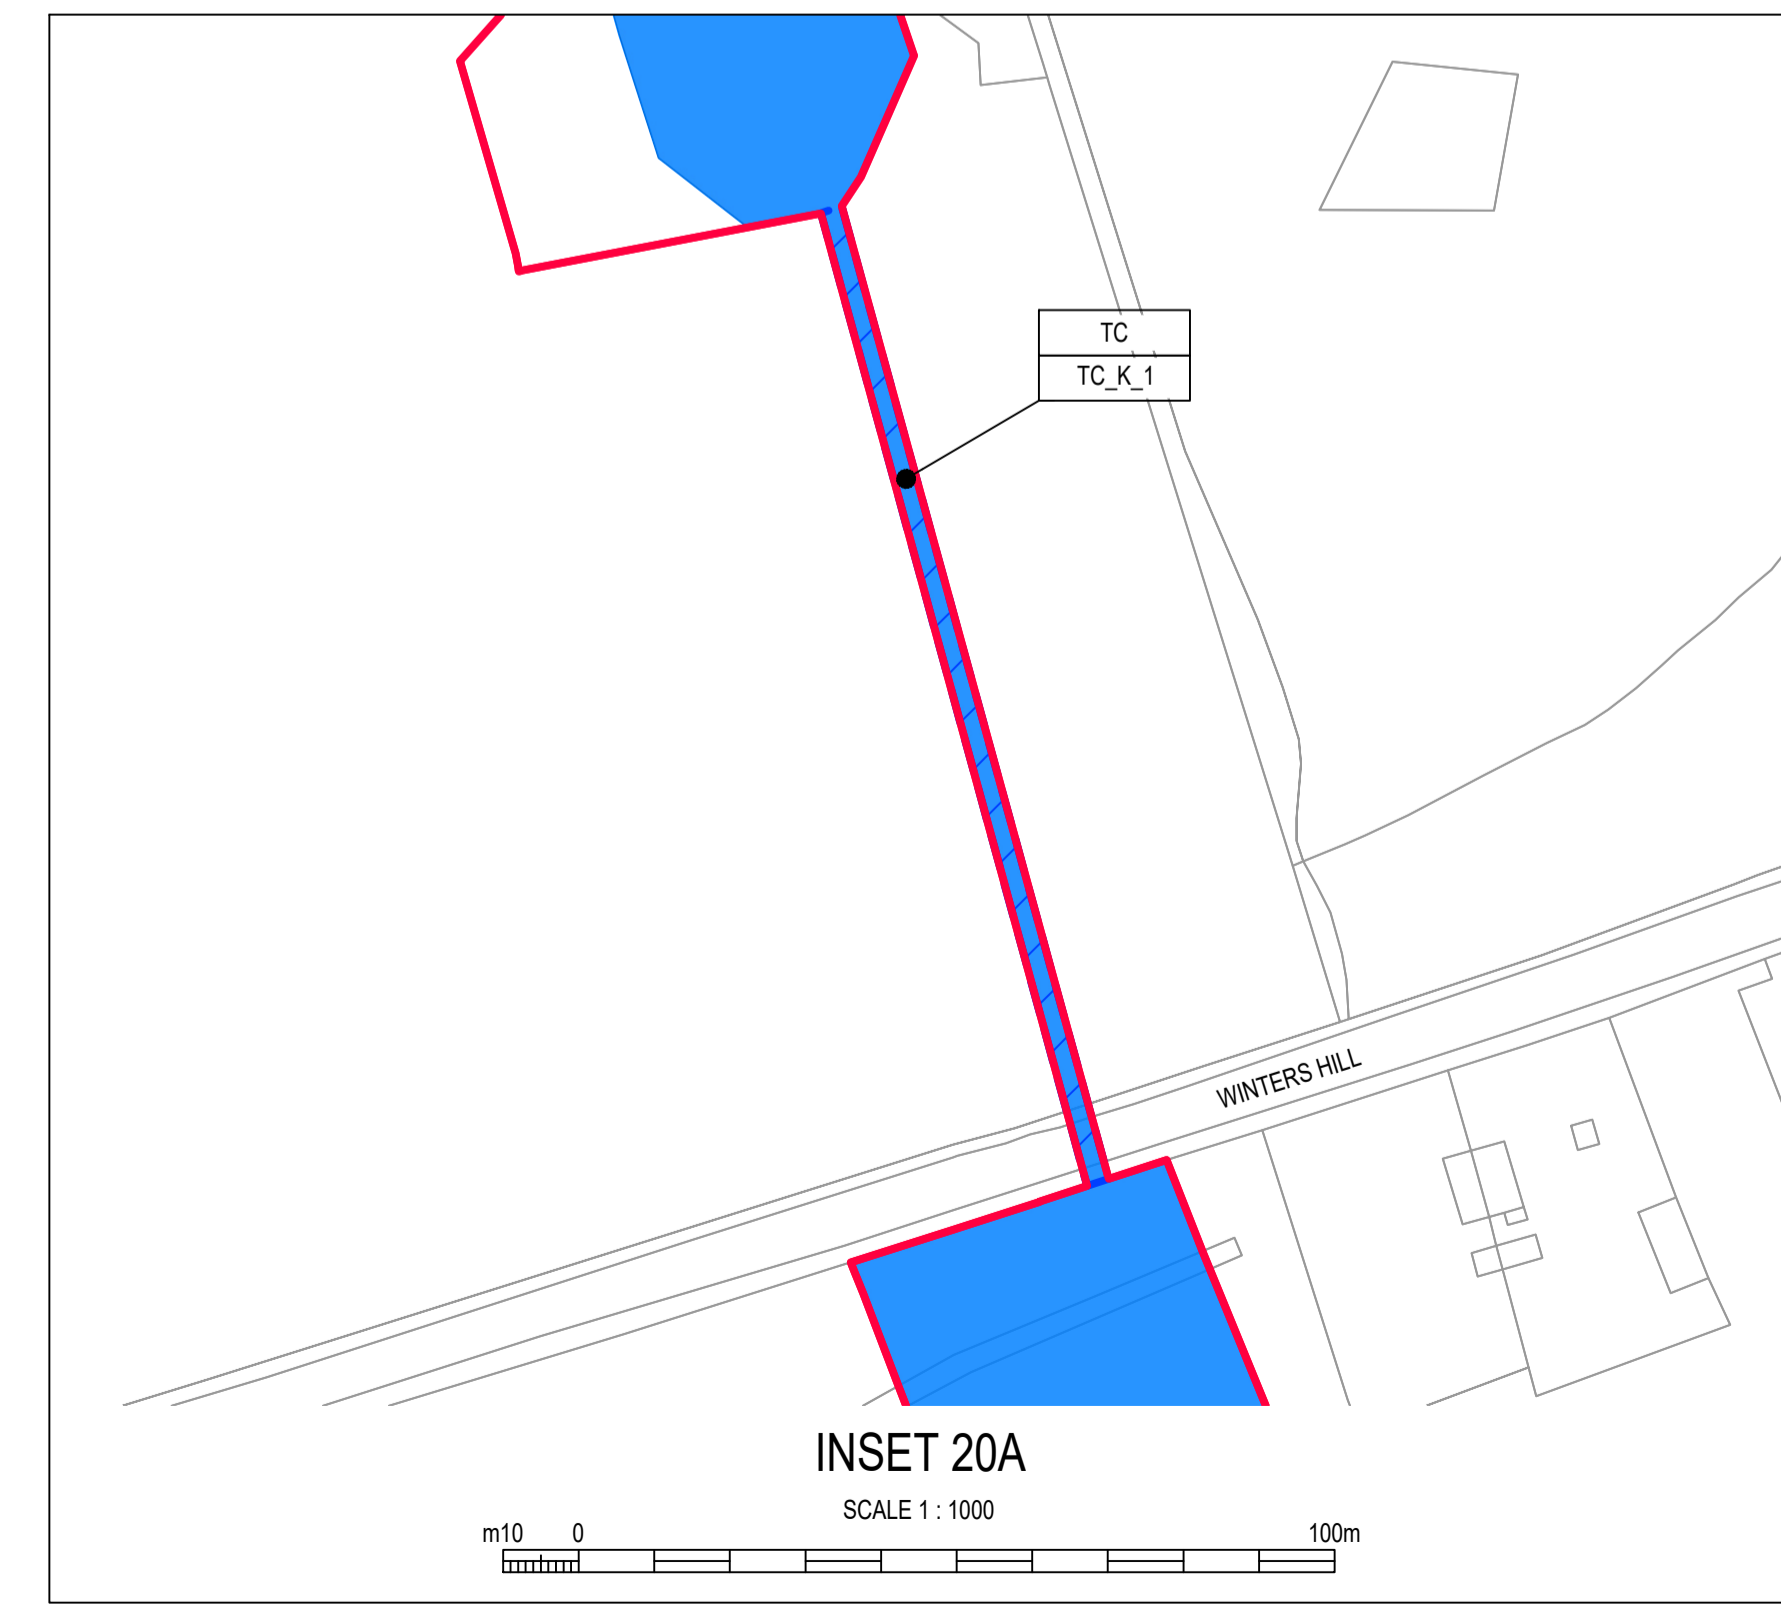 TC
TC_K_1
WINTERS HILL
INSET 20A
SCALE 1 : 1000
m10 0 100m